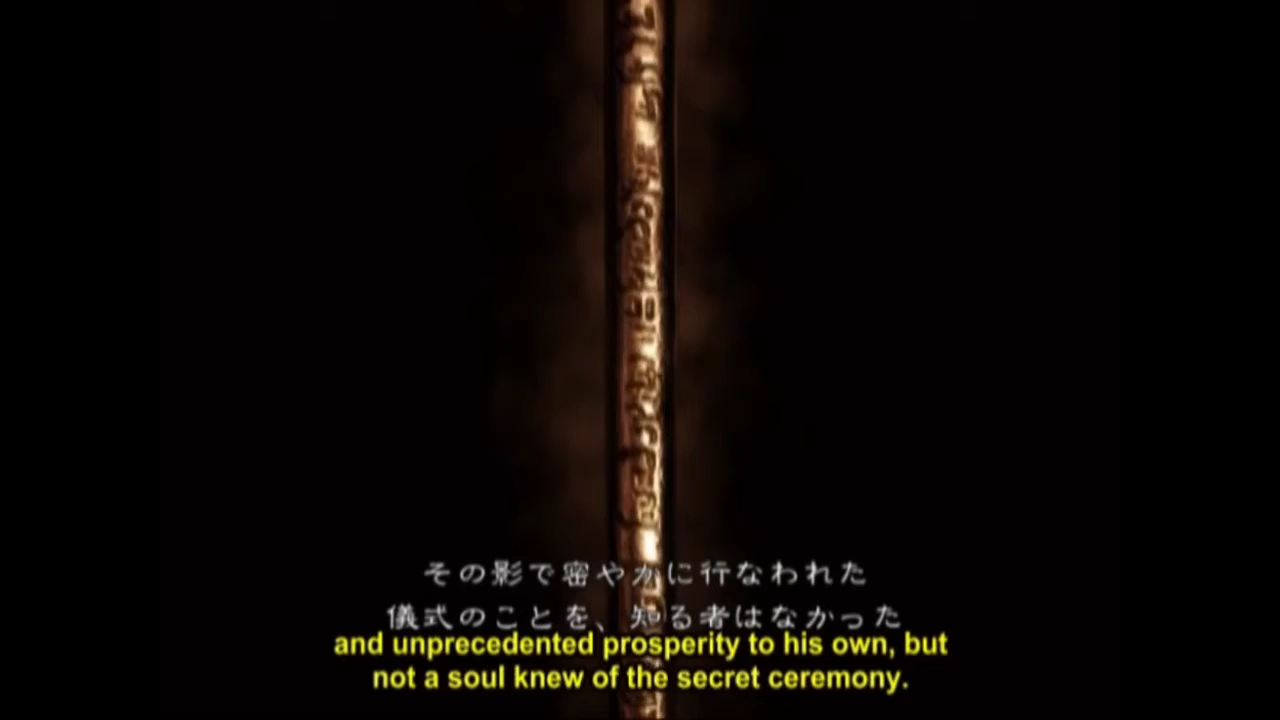 その影で密やかに行なわれた
儀式のことを、知る者はなかった
and unprecedented prosperity to his own, but
not a soul knew of the secret ceremony.